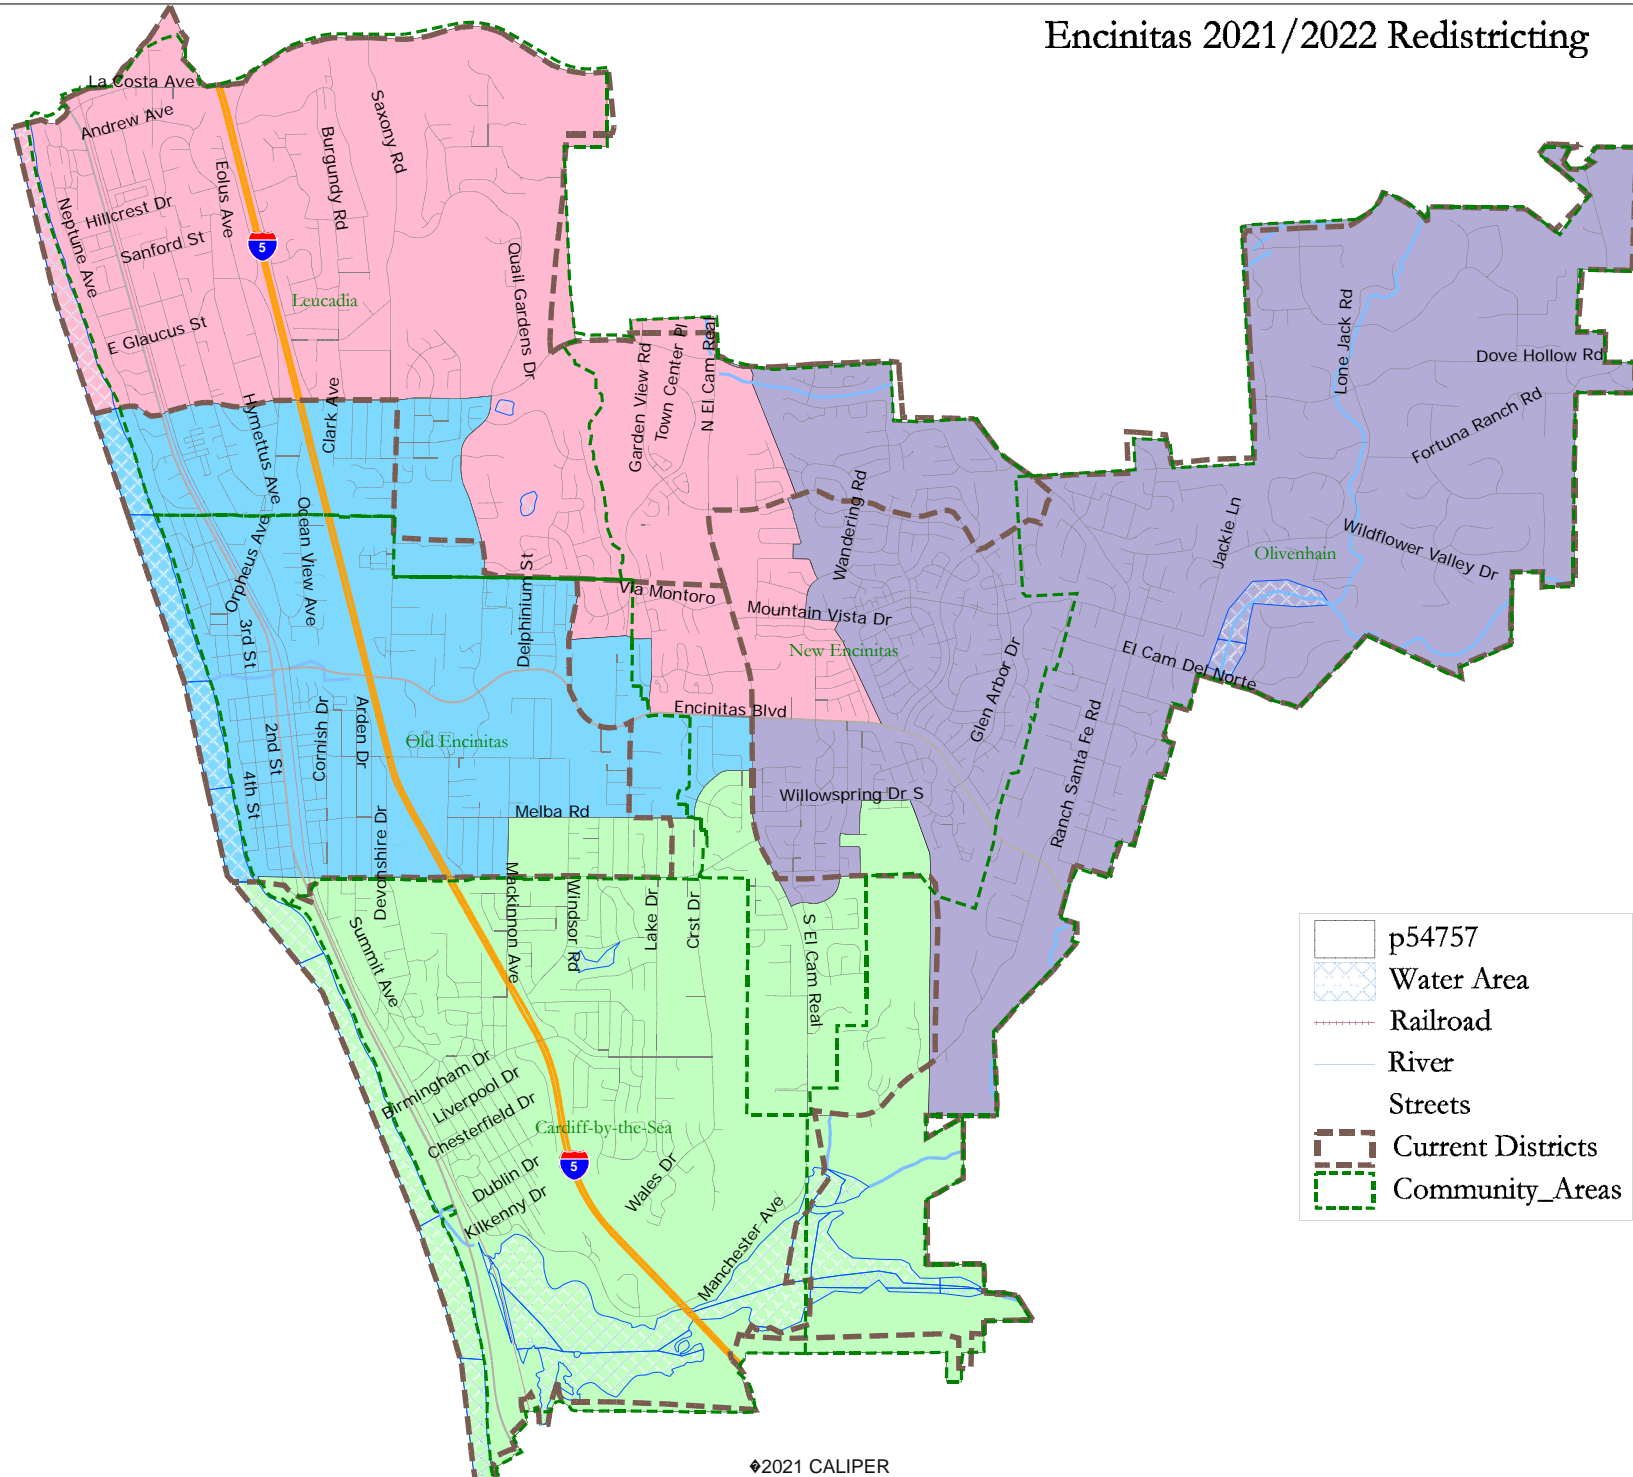 Encinitas 2021/2022 Redistricting
La Costa Ave
Andrew Ave
Saxony Rd
Burgundy Rd
Eolus Ave
Neptune Ave
Hillcrest Dr
Sanford St
5
Quail Gardens Dr
Leucadia
E Glaucus St
Garden View Rd
Town Center Pl
N El Cam Real
Lone Jack Rd
Dove Hollow Rd
Fortuna Ranch Rd
Hymettus Ave
Clark Ave
Wandering Rd
Jackie Ln
Olivenhain
Wildflower Valley Dr
Orpheus Ave
Ocean View Ave
Delphinium St
Via Montoro
Mountain Vista Dr
New Encinitas
3rd St
Glen Arbor Dr
El Cam Del Norte
Ranch Santa Fe Rd
Encinitas Blvd
2nd St
Cornish Dr
Arden Dr
Old Encinitas
4th St
Willowspring Dr S
Melba Rd
Devonshire Dr
Mackinnon Ave
Windsor Rd
Lake Dr
Crst Dr
S El Cam Real
Summit Ave
Birmingham Dr
Liverpool Dr
Chesterfield Dr
Cardiff-by-the-Sea
5
Dublin Dr
Kilkenny Dr
Wales Dr
Manchester Ave
p54757
Water Area
Railroad
River
Streets
Current Districts
Community_Areas
�2021 CALIPER